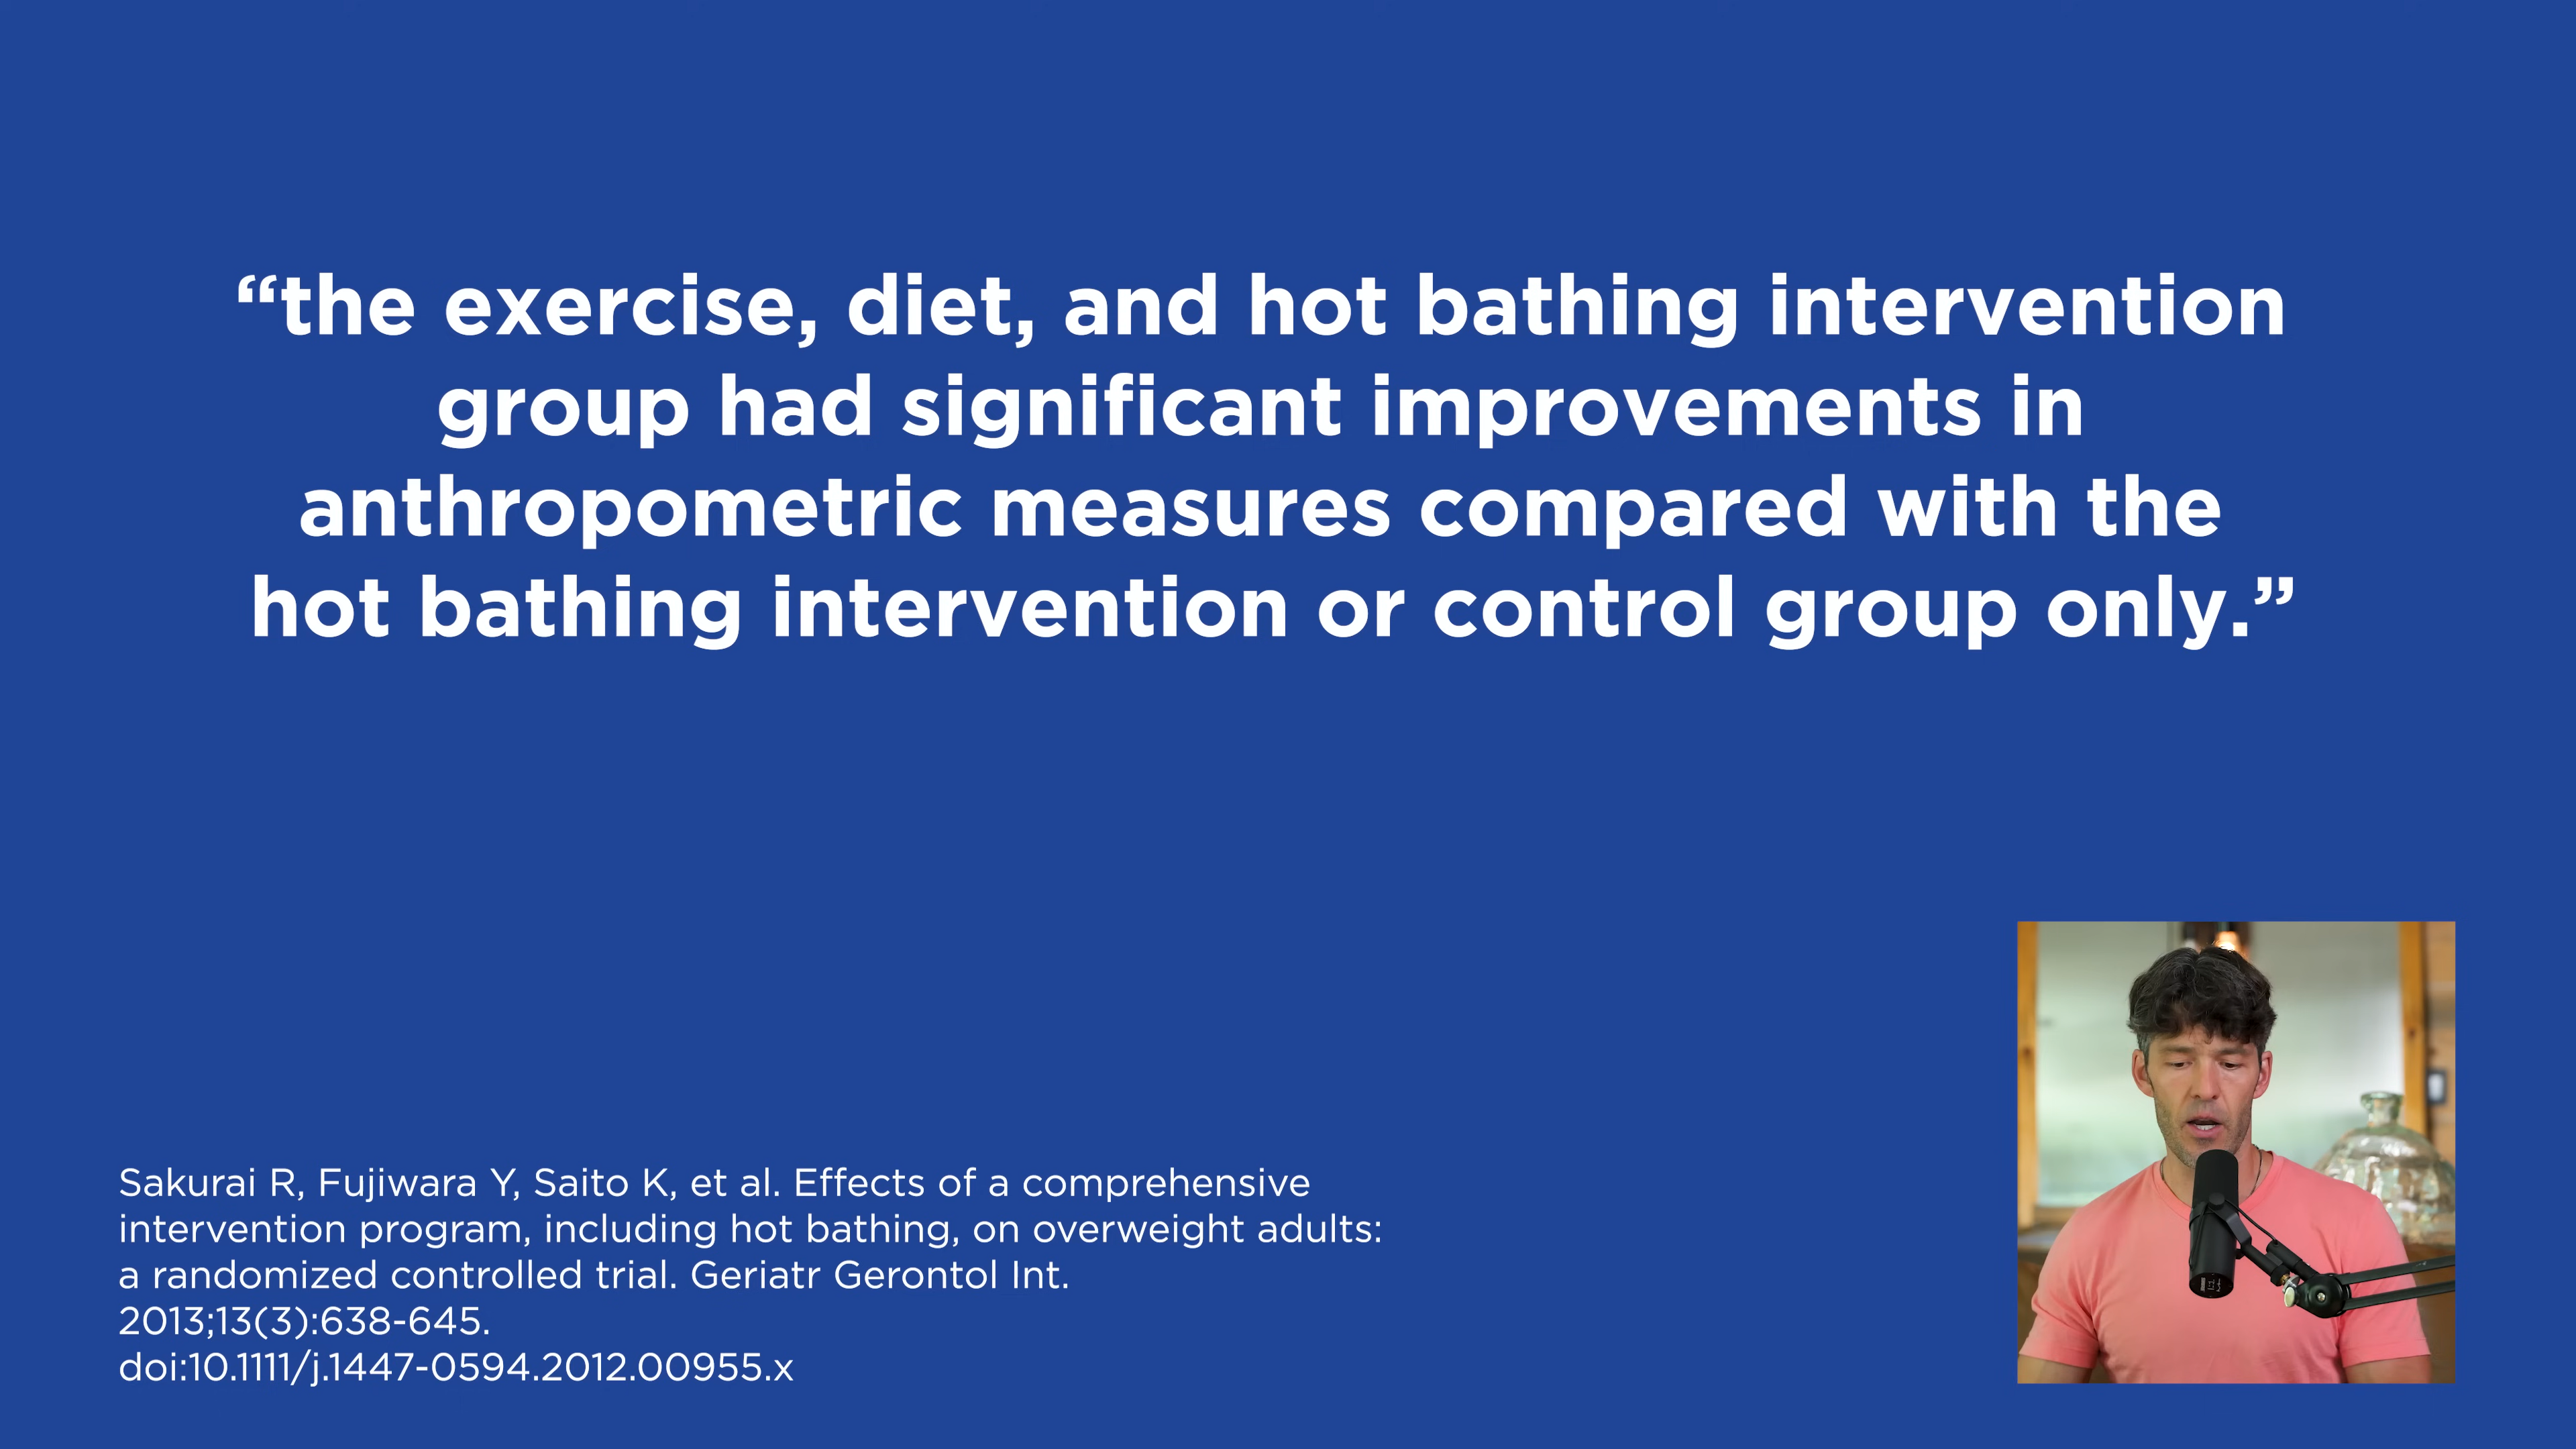 “the exercise, diet, and hot bathing intervention
group had significant improvements in
anthropometric measures compared with the
hot bathing intervention or control group only.”
Sakurai R, Fujiwara Y, Saito K, et al. Effects of a comprehensive
intervention program, including hot bathing, on overweight adults:
a randomized controlled trial. Geriatr Gerontol Int.
2013;13(3):638-645.
doi:10.1111/j.1447-0594.2012.00955.x